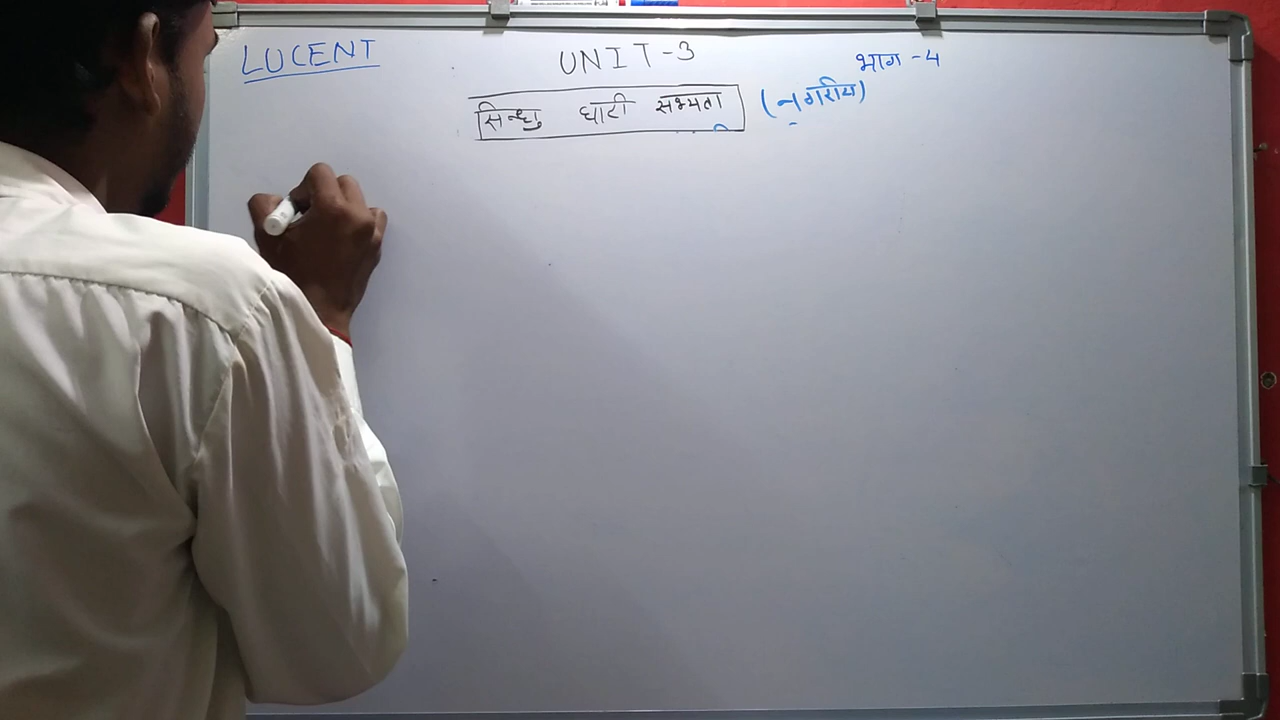 LUCENT UNIT-3 भाग-4
सिन्धु घाटी सभ्यता (नगरीय)